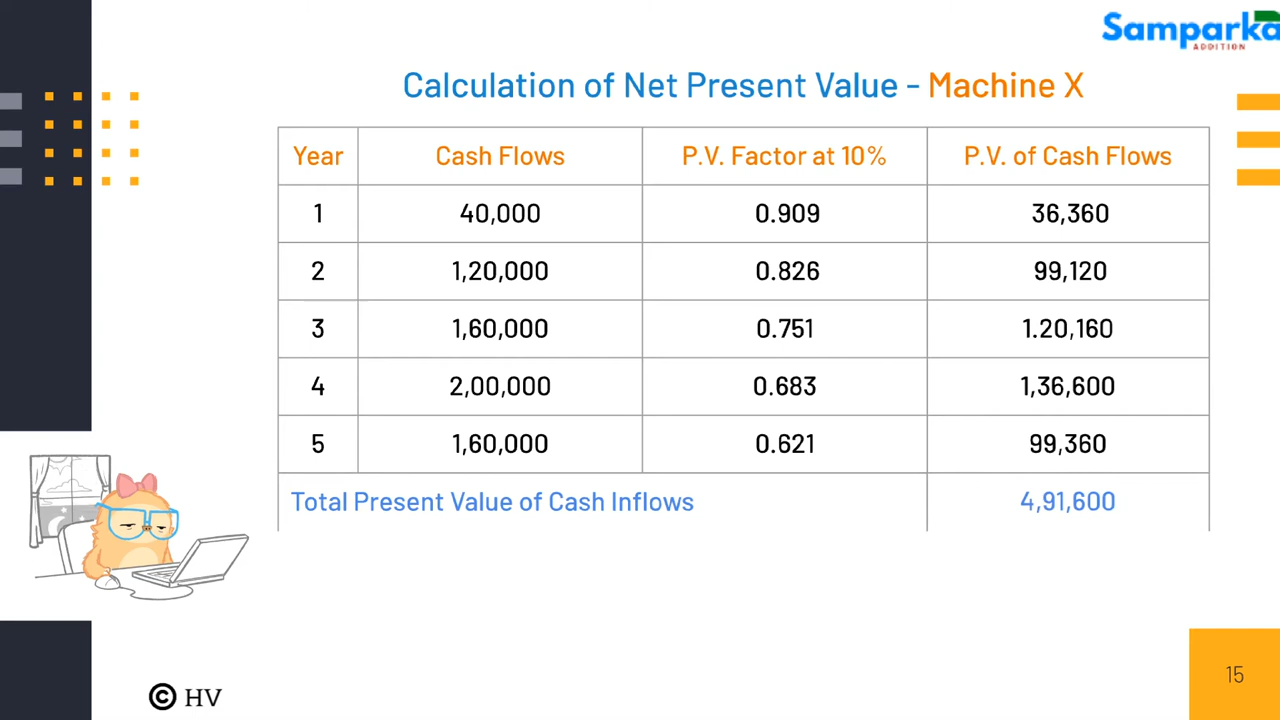 Samparka
ADDITION
Calculation of Net Present Value - Machine X
Year Cash Flows P.V. Factor at 10% P.V. of Cash Flows
1 40,000 0.909 36,360
2 1,20,000 0.826 99,120
3 1,60,000 0.751 1.20,160
4 2,00,000 0.683 1,36,600
5 1,60,000 0.621 99,360
Total Present Value of Cash Inflows 4,91,600
15
© HV